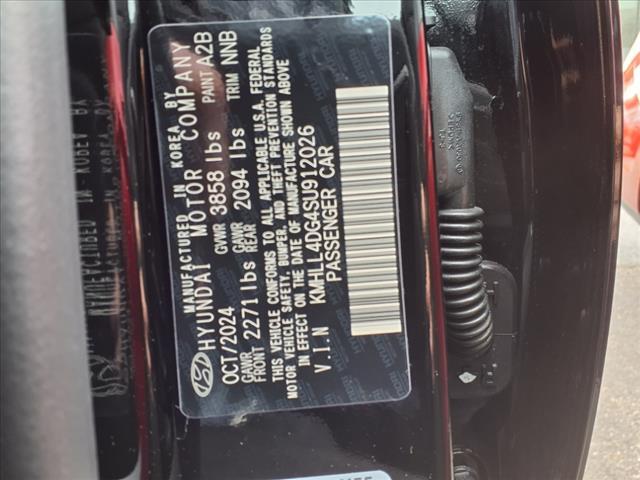 MANUFACTURED IN KOREA BY
HYUNDAI MOTOR COMPANY
OCT/2024 GVWR 3858 lbs PAINT A2B
GAWR FRONT 2271 lbs GAWR REAR 2094 lbs TRIM NNB
THIS VEHICLE CONFORMS TO ALL APPLICABLE U.S.A. FEDERAL
MOTOR VEHICLE SAFETY, BUMPER, AND THEFT PREVENTION STANDARDS
IN EFFECT ON THE DATE OF MANUFACTURE SHOWN ABOVE
V.I.N KMHLL4DG4SU912026
PASSENGER CAR